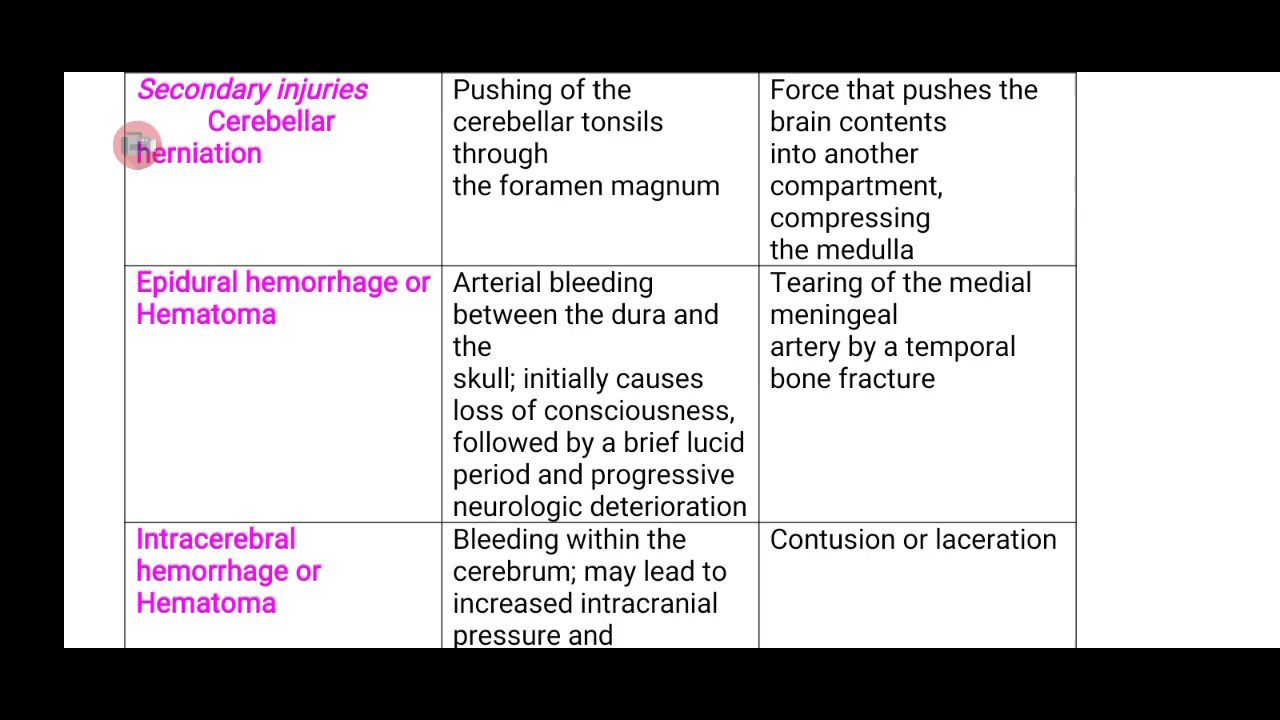 Secondary injuries
Cerebellar
herniation
Pushing of the
cerebellar tonsils
through
the foramen magnum
Force that pushes the
brain contents
into another
compartment,
compressing
the medulla
Epidural hemorrhage or
Hematoma
Arterial bleeding
between the dura and
the
skull; initially causes
loss of consciousness,
followed by a brief lucid
period and progressive
neurologic deterioration
Tearing of the medial
meningeal
artery by a temporal
bone fracture
Intracerebral
hemorrhage or
Hematoma
Bleeding within the
cerebrum; may lead to
increased intracranial
pressure and
Contusion or laceration